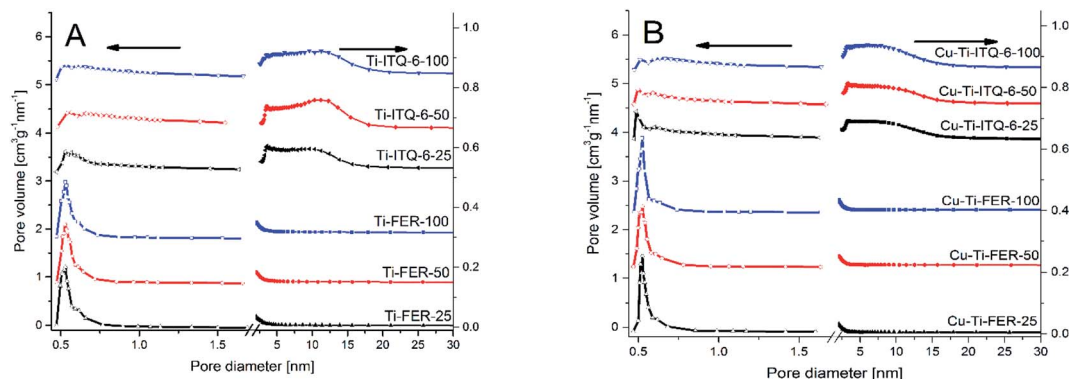 A
Pore volume [cm³g⁻¹nm⁻¹]
6
5
4
3
2
1
0
1.0
0.8
0.6
0.4
0.2
0.0
Ti-ITQ-6-100
Ti-ITQ-6-50
Ti-ITQ-6-25
Ti-FER-100
Ti-FER-50
Ti-FER-25
0.5 1.0 1.5 5 10 15 20 25 30
Pore diameter [nm]
B
Pore volume [cm³g⁻¹nm⁻¹]
6
5
4
3
2
1
0
1.0
0.8
0.6
0.4
0.2
0.0
Cu-Ti-ITQ-6-100
Cu-Ti-ITQ-6-50
Cu-Ti-ITQ-6-25
Cu-Ti-FER-100
Cu-Ti-FER-50
Cu-Ti-FER-25
0.5 1.0 1.5 5 10 15 20 25 30
Pore diameter [nm]